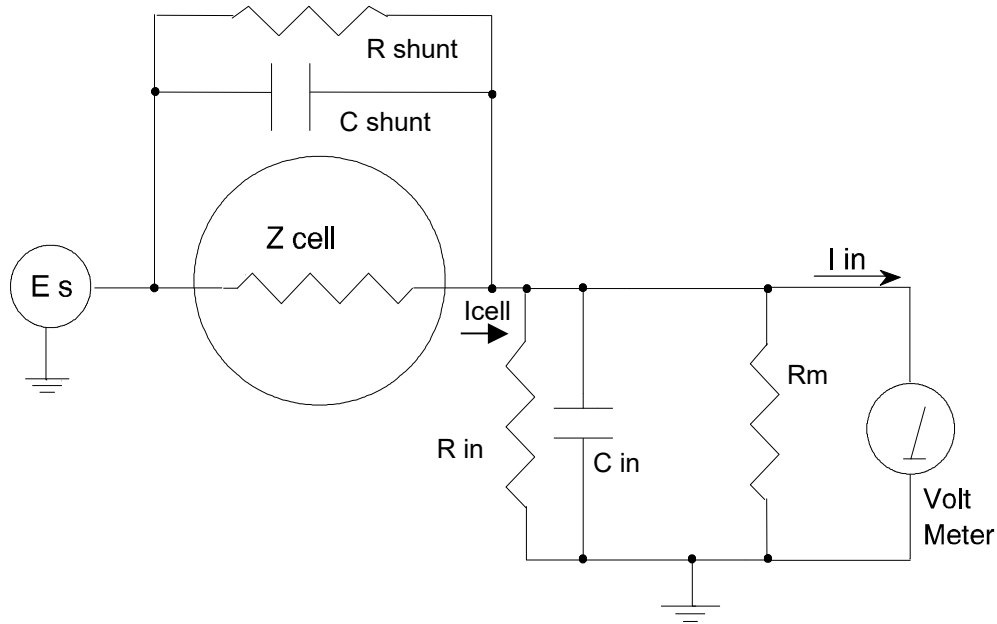 R shunt
C shunt
Z cell
E s
I in
Icell
Rm
R in
C in
Volt
Meter